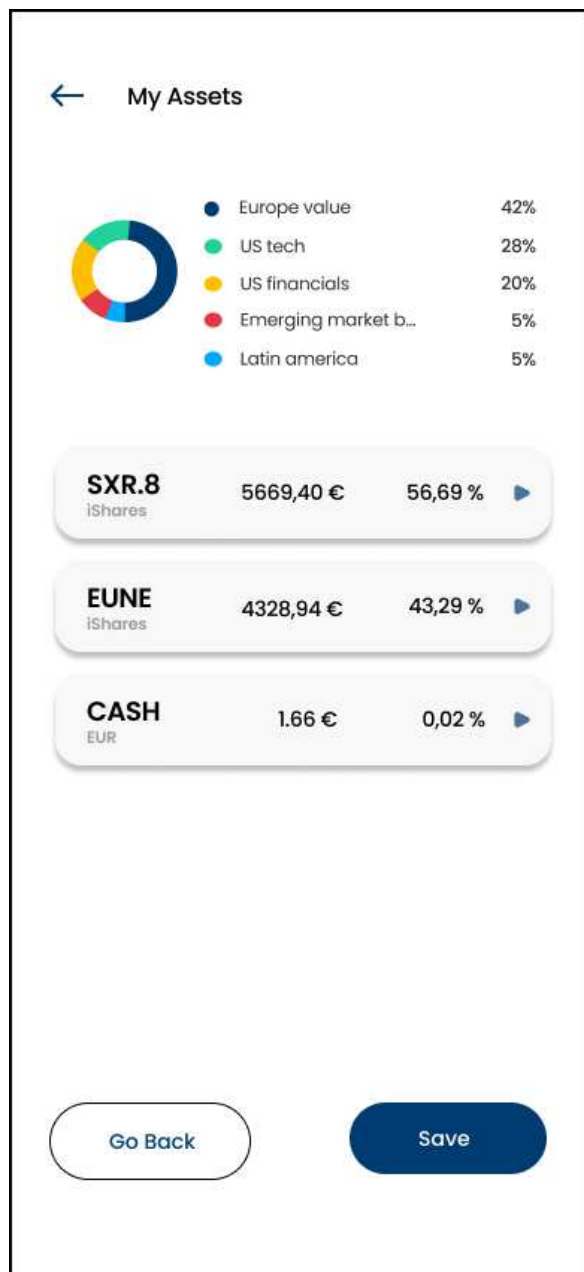 My Assets
Europe value 42%
US tech 28%
US financials 20%
Emerging market b... 5%
Latin america 5%
SXR.8 5669,40 € 56,69 %
iShares
EUNE 4328,94 € 43,29 %
iShares
CASH 1.66 € 0,02 %
EUR
Go Back Save